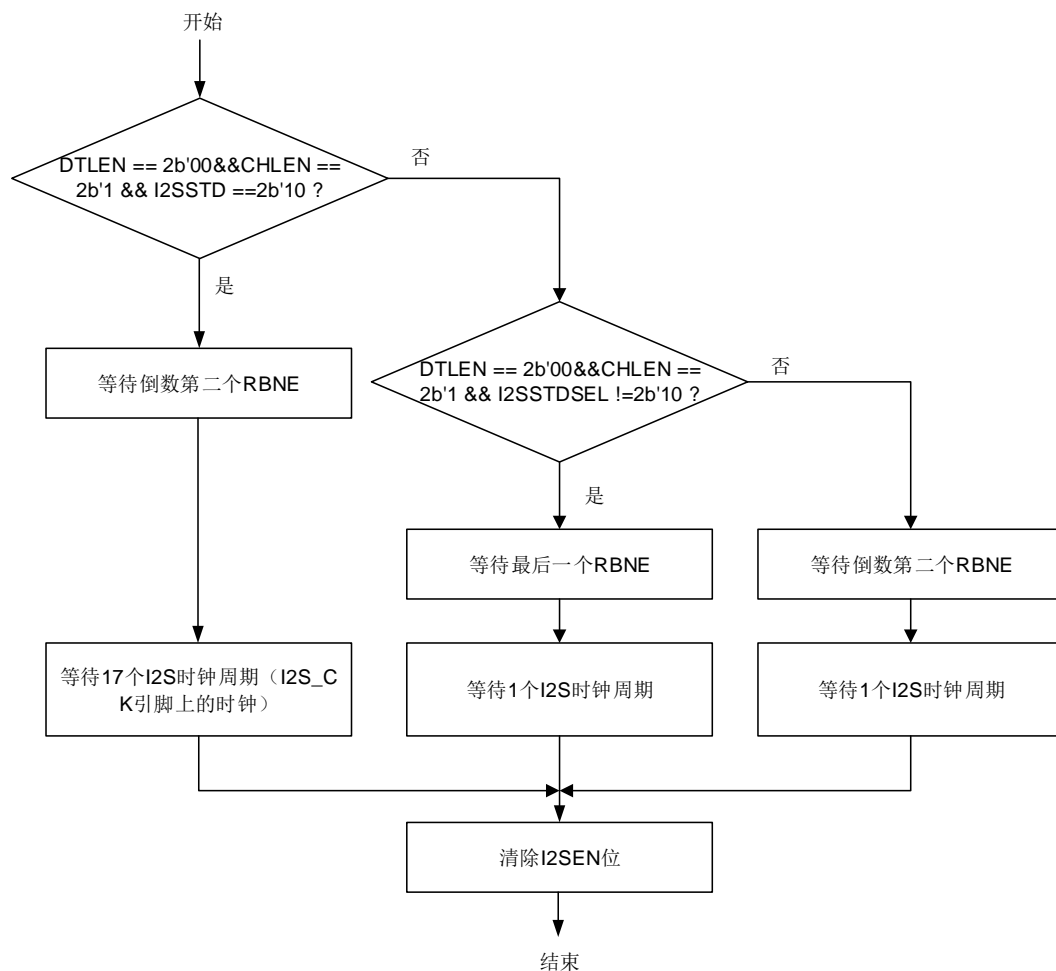 开始
DTLEN == 2b'00&&CHLEN ==
2b'1 && I2SSTD ==2b'10 ?
否
是
等待倒数第二个RBNE
DTLEN == 2b'00&&CHLEN ==
2b'1 && I2SSTDSEL !=2b'10 ?
否
是
等待最后一个RBNE
等待倒数第二个RBNE
等待17个I2S时钟周期（I2S_C
K引脚上的时钟）
等待1个I2S时钟周期
等待1个I2S时钟周期
清除I2SEN位
结束